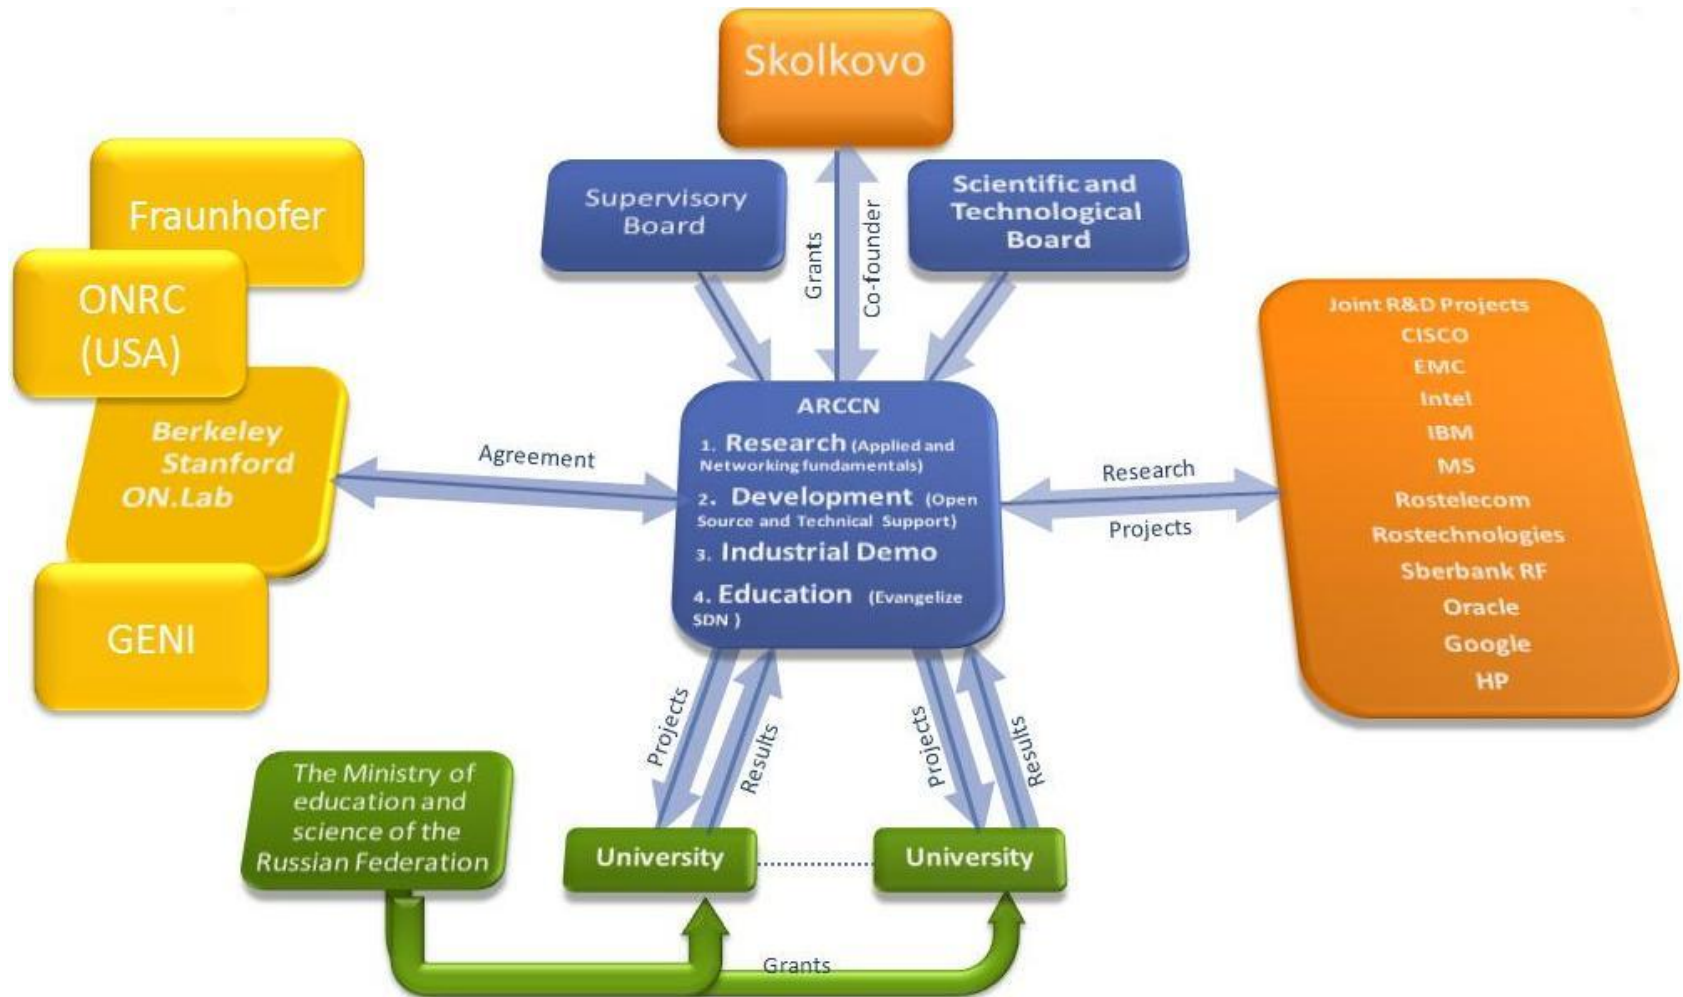 Skolkovo
Fraunhofer
ONRC
(USA)
Berkeley
Stanford
ON.Lab
GENI
Supervisory
Board
Scientific and
Technological
Board
Grants
Co-founder
Agreement
ARCCN
1. Research (Applied and
Networking fundamentals)
2. Development (Open
Source and Technical Support)
3. Industrial Demo
4. Education (Evangelize
SDN )
Research
Projects
Joint R&D Projects
CISCO
EMC
Intel
IBM
MS
Rostelecom
Rostechnologies
Sberbank RF
Oracle
Google
HP
Projects
Results
Projects
Results
The Ministry of
education and
science of the
Russian Federation
University
University
Grants